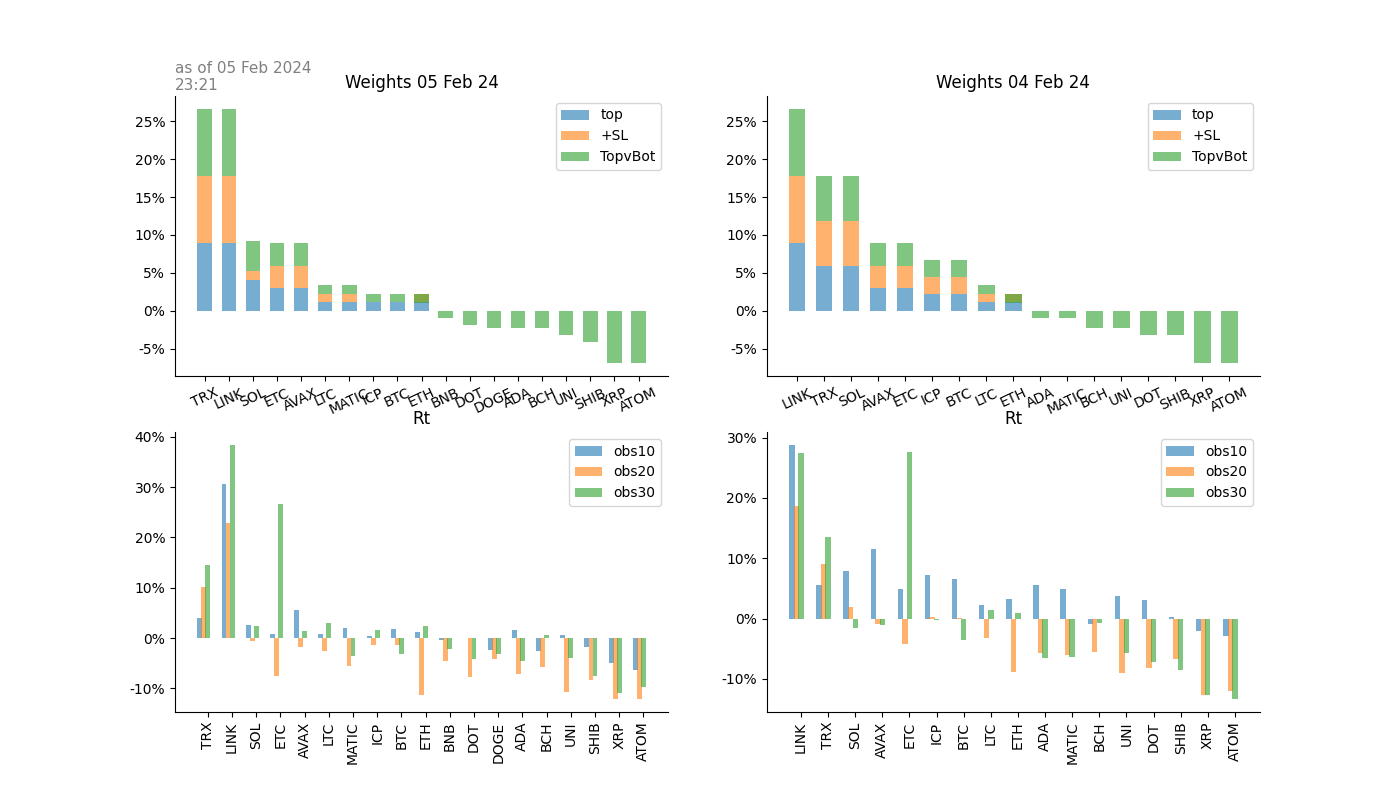 as of 05 Feb 2024
23:21
Weights 05 Feb 24
25%
20%
15%
10%
5%
0%
-5%
top
+SL
TopvBot
TRX LINK SOL ETC AVAX LTC MATIC ICP BTC ETH BNB DOT DOGE ADA BCH UNI SHIB XRP ATOM
Weights 04 Feb 24
25%
20%
15%
10%
5%
0%
-5%
top
+SL
TopvBot
LINK TRX SOL AVAX ETC ICP BTC LTC ETH ADA MATIC BCH UNI DOT SHIB XRP ATOM
Rt
40%
30%
20%
10%
0%
-10%
obs10
obs20
obs30
TRX LINK SOL ETC AVAX LTC MATIC ICP BTC ETH BNB DOT DOGE ADA BCH UNI SHIB XRP ATOM
Rt
30%
20%
10%
0%
-10%
obs10
obs20
obs30
LINK TRX SOL AVAX ETC ICP BTC LTC ETH ADA MATIC BCH UNI DOT SHIB XRP ATOM